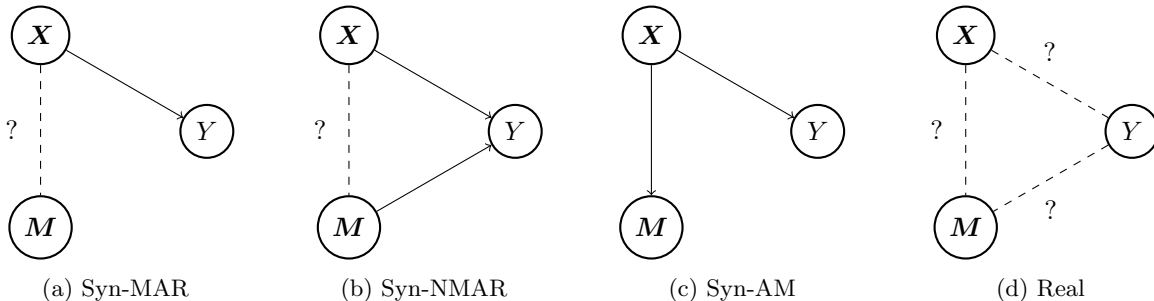 X
Y
?
M
(a) Syn-MAR
X
Y
?
M
(b) Syn-NMAR
X
Y
M
(c) Syn-AM
X
?
Y
?
?
M
(d) Real